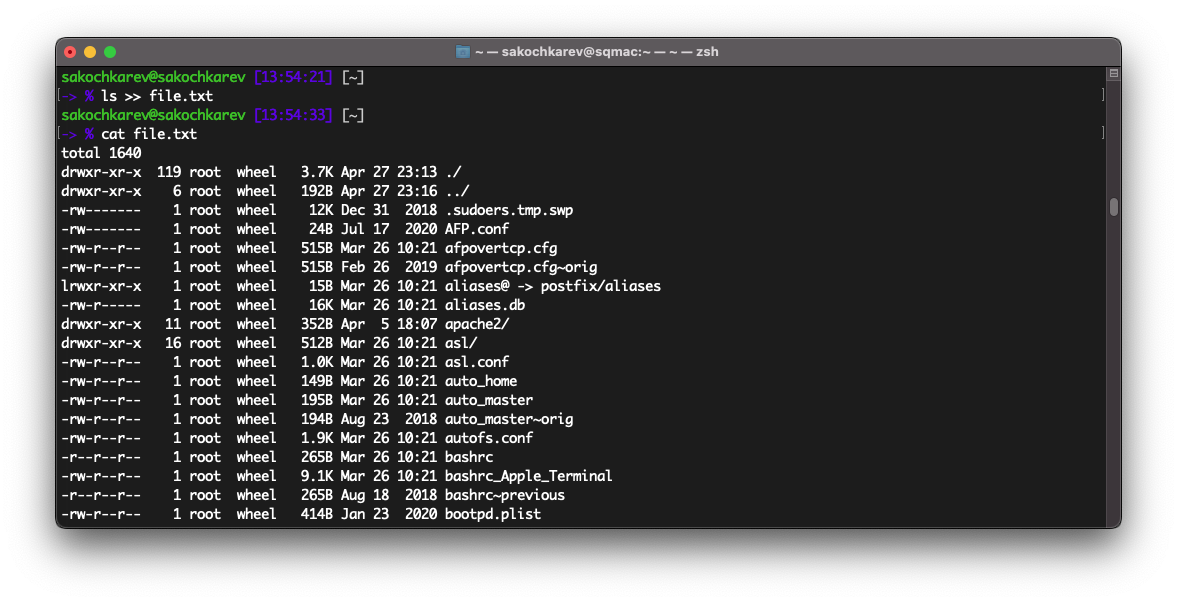 ~ — sakochkarev@sqmac:~ — ~ — zsh
sakochkarev@sakochkarev [13:54:21] [~]
[-> % ls >> file.txt ]
sakochkarev@sakochkarev [13:54:33] [~]
[-> % cat file.txt ]
total 1640
drwxr-xr-x  119 root  wheel   3.7K Apr 27 23:13 ./
drwxr-xr-x    6 root  wheel   192B Apr 27 23:16 ../
-rw-------    1 root  wheel    12K Dec 31  2018 .sudoers.tmp.swp
-rw-------    1 root  wheel    24B Jul 17  2020 AFP.conf
-rw-r--r--    1 root  wheel   515B Mar 26 10:21 afpovertcp.cfg
-rw-r--r--    1 root  wheel   515B Feb 26  2019 afpovertcp.cfg~orig
lrwxr-xr-x    1 root  wheel    15B Mar 26 10:21 aliases@ -> postfix/aliases
-rw-r-----    1 root  wheel    16K Mar 26 10:21 aliases.db
drwxr-xr-x   11 root  wheel   352B Apr  5 18:07 apache2/
drwxr-xr-x   16 root  wheel   512B Mar 26 10:21 asl/
-rw-r--r--    1 root  wheel   1.0K Mar 26 10:21 asl.conf
-rw-r--r--    1 root  wheel   149B Mar 26 10:21 auto_home
-rw-r--r--    1 root  wheel   195B Mar 26 10:21 auto_master
-rw-r--r--    1 root  wheel   194B Aug 23  2018 auto_master~orig
-rw-r--r--    1 root  wheel   1.9K Mar 26 10:21 autofs.conf
-r--r--r--    1 root  wheel   265B Mar 26 10:21 bashrc
-rw-r--r--    1 root  wheel   9.1K Mar 26 10:21 bashrc_Apple_Terminal
-r--r--r--    1 root  wheel   265B Aug 18  2018 bashrc~previous
-rw-r--r--    1 root  wheel   414B Jan 23  2020 bootpd.plist